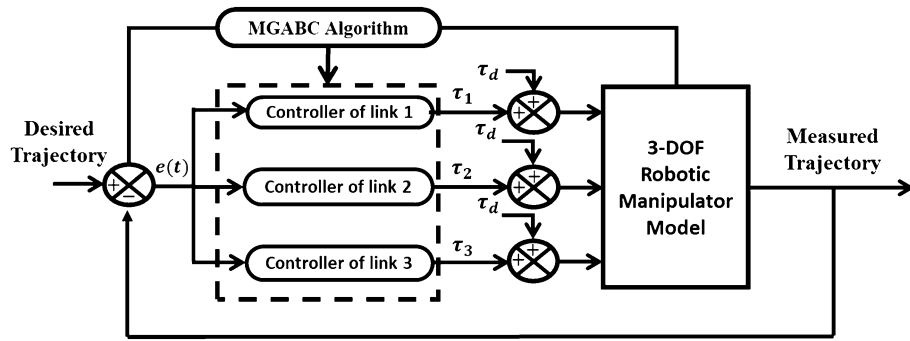 MGABC Algorithm
Desired
Trajectory
+
−
e(t)
Controller of link 1
Controller of link 2
Controller of link 3
τ1
τ2
τ3
τd
+
+
τd
+
+
τd
+
+
3-DOF
Robotic
Manipulator
Model
Measured
Trajectory